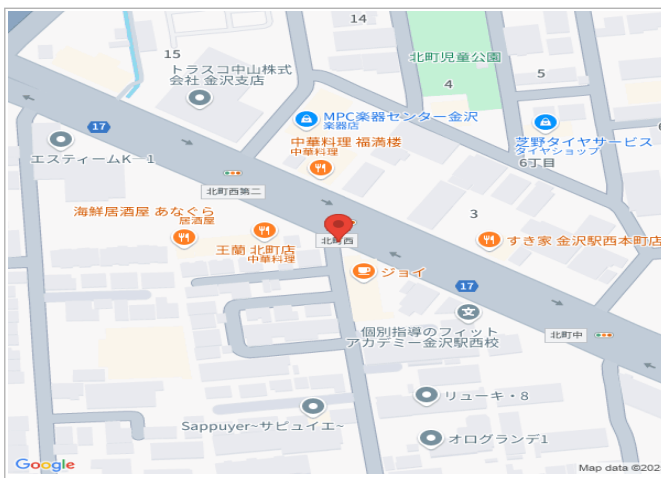 14
15
北町児童公園
トラスコ中山株式
会社 金沢支店
4
5
MPC楽器センター金沢
楽器店
17
芝野タイヤサービス
タイヤショップ
中華料理 福満楼
中華料理
エスティームK−1
6丁目
北町西第二
海鮮居酒屋 あなぐら
居酒屋
3
王蘭 北町店
中華料理
北町西
すき家 金沢駅西本町店
ジョイ
17
個別指導のフィット
アカデミー金沢駅西校
北町中
リューキ・8
Sappuyer~サピュイエ~
オログランデ1
Google
Map data ©202